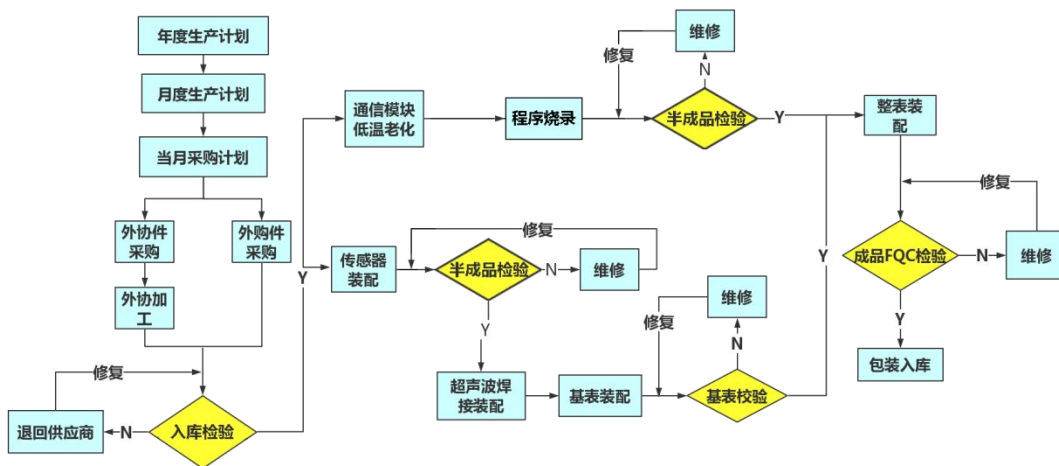 年度生产计划
月度生产计划
当月采购计划
外协件
采购
外购件
采购
外协加
工
修复
退回供应商
N
入库检验
Y
通信模块
低温老化
程序烧录
修复
维修
N
半成品检验
Y
传感器
装配
修复
半成品检验
N
维修
Y
超声波焊
接装配
基表装配
修复
维修
N
基表校验
Y
整表装
配
修复
成品FQC检验
N
维修
Y
包装入库